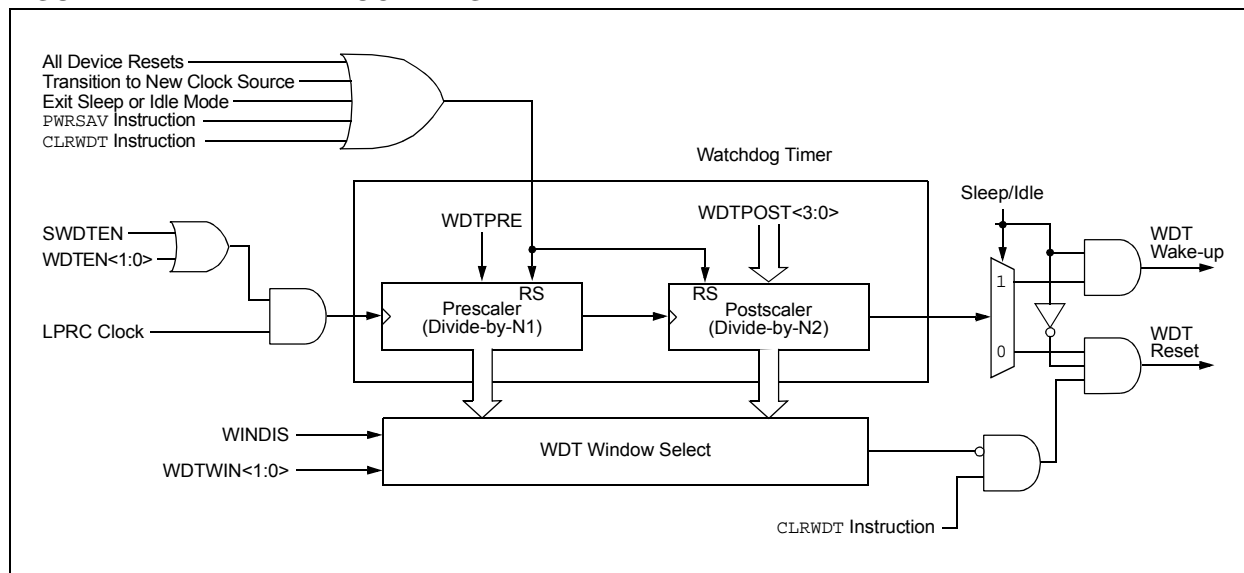 All Device Resets
Transition to New Clock Source
Exit Sleep or Idle Mode
PWRSAV Instruction
CLRWDT Instruction
Watchdog Timer
Sleep/Idle
WDTPRE
WDTPOST<3:0>
SWDTEN
WDTEN<1:0>
WDT
Wake-up
RS
RS
1
Prescaler
(Divide-by-N1)
Postscaler
(Divide-by-N2)
LPRC Clock
WDT
Reset
0
WINDIS
WDT Window Select
WDTWIN<1:0>
CLRWDT Instruction